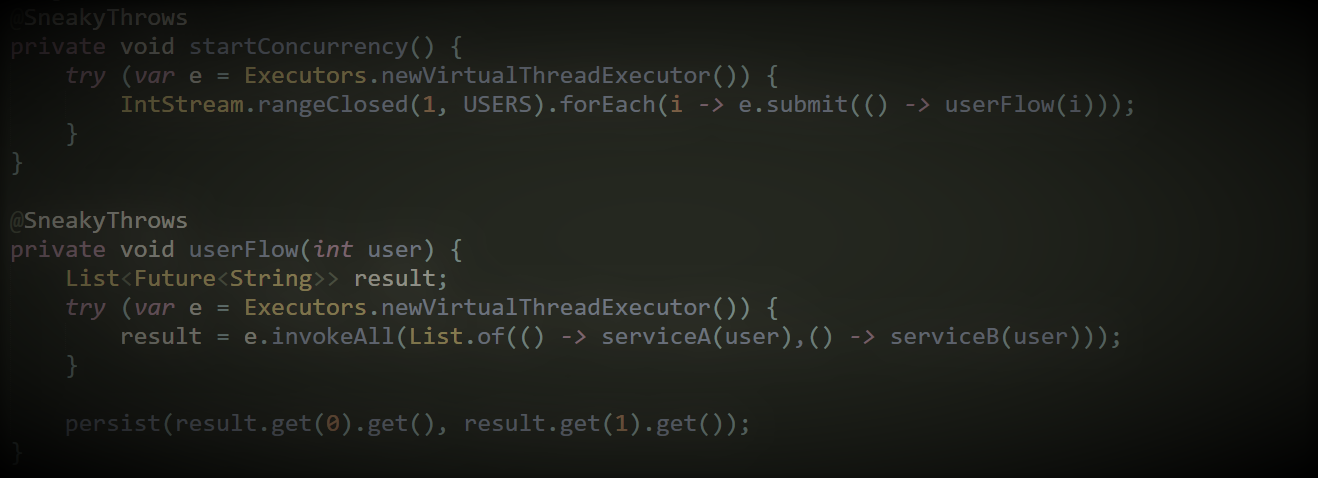 @SneakyThrows
private void startConcurrency() {
    try (var e = Executors.newVirtualThreadExecutor()) {
        IntStream.rangeClosed(1, USERS).forEach(i -> e.submit(() -> userFlow(i)));
    }
}

@SneakyThrows
private void userFlow(int user) {
    List<Future<String>> result;
    try (var e = Executors.newVirtualThreadExecutor()) {
        result = e.invokeAll(List.of(() -> serviceA(user),() -> serviceB(user)));
    }

    persist(result.get(0).get(), result.get(1).get());
}